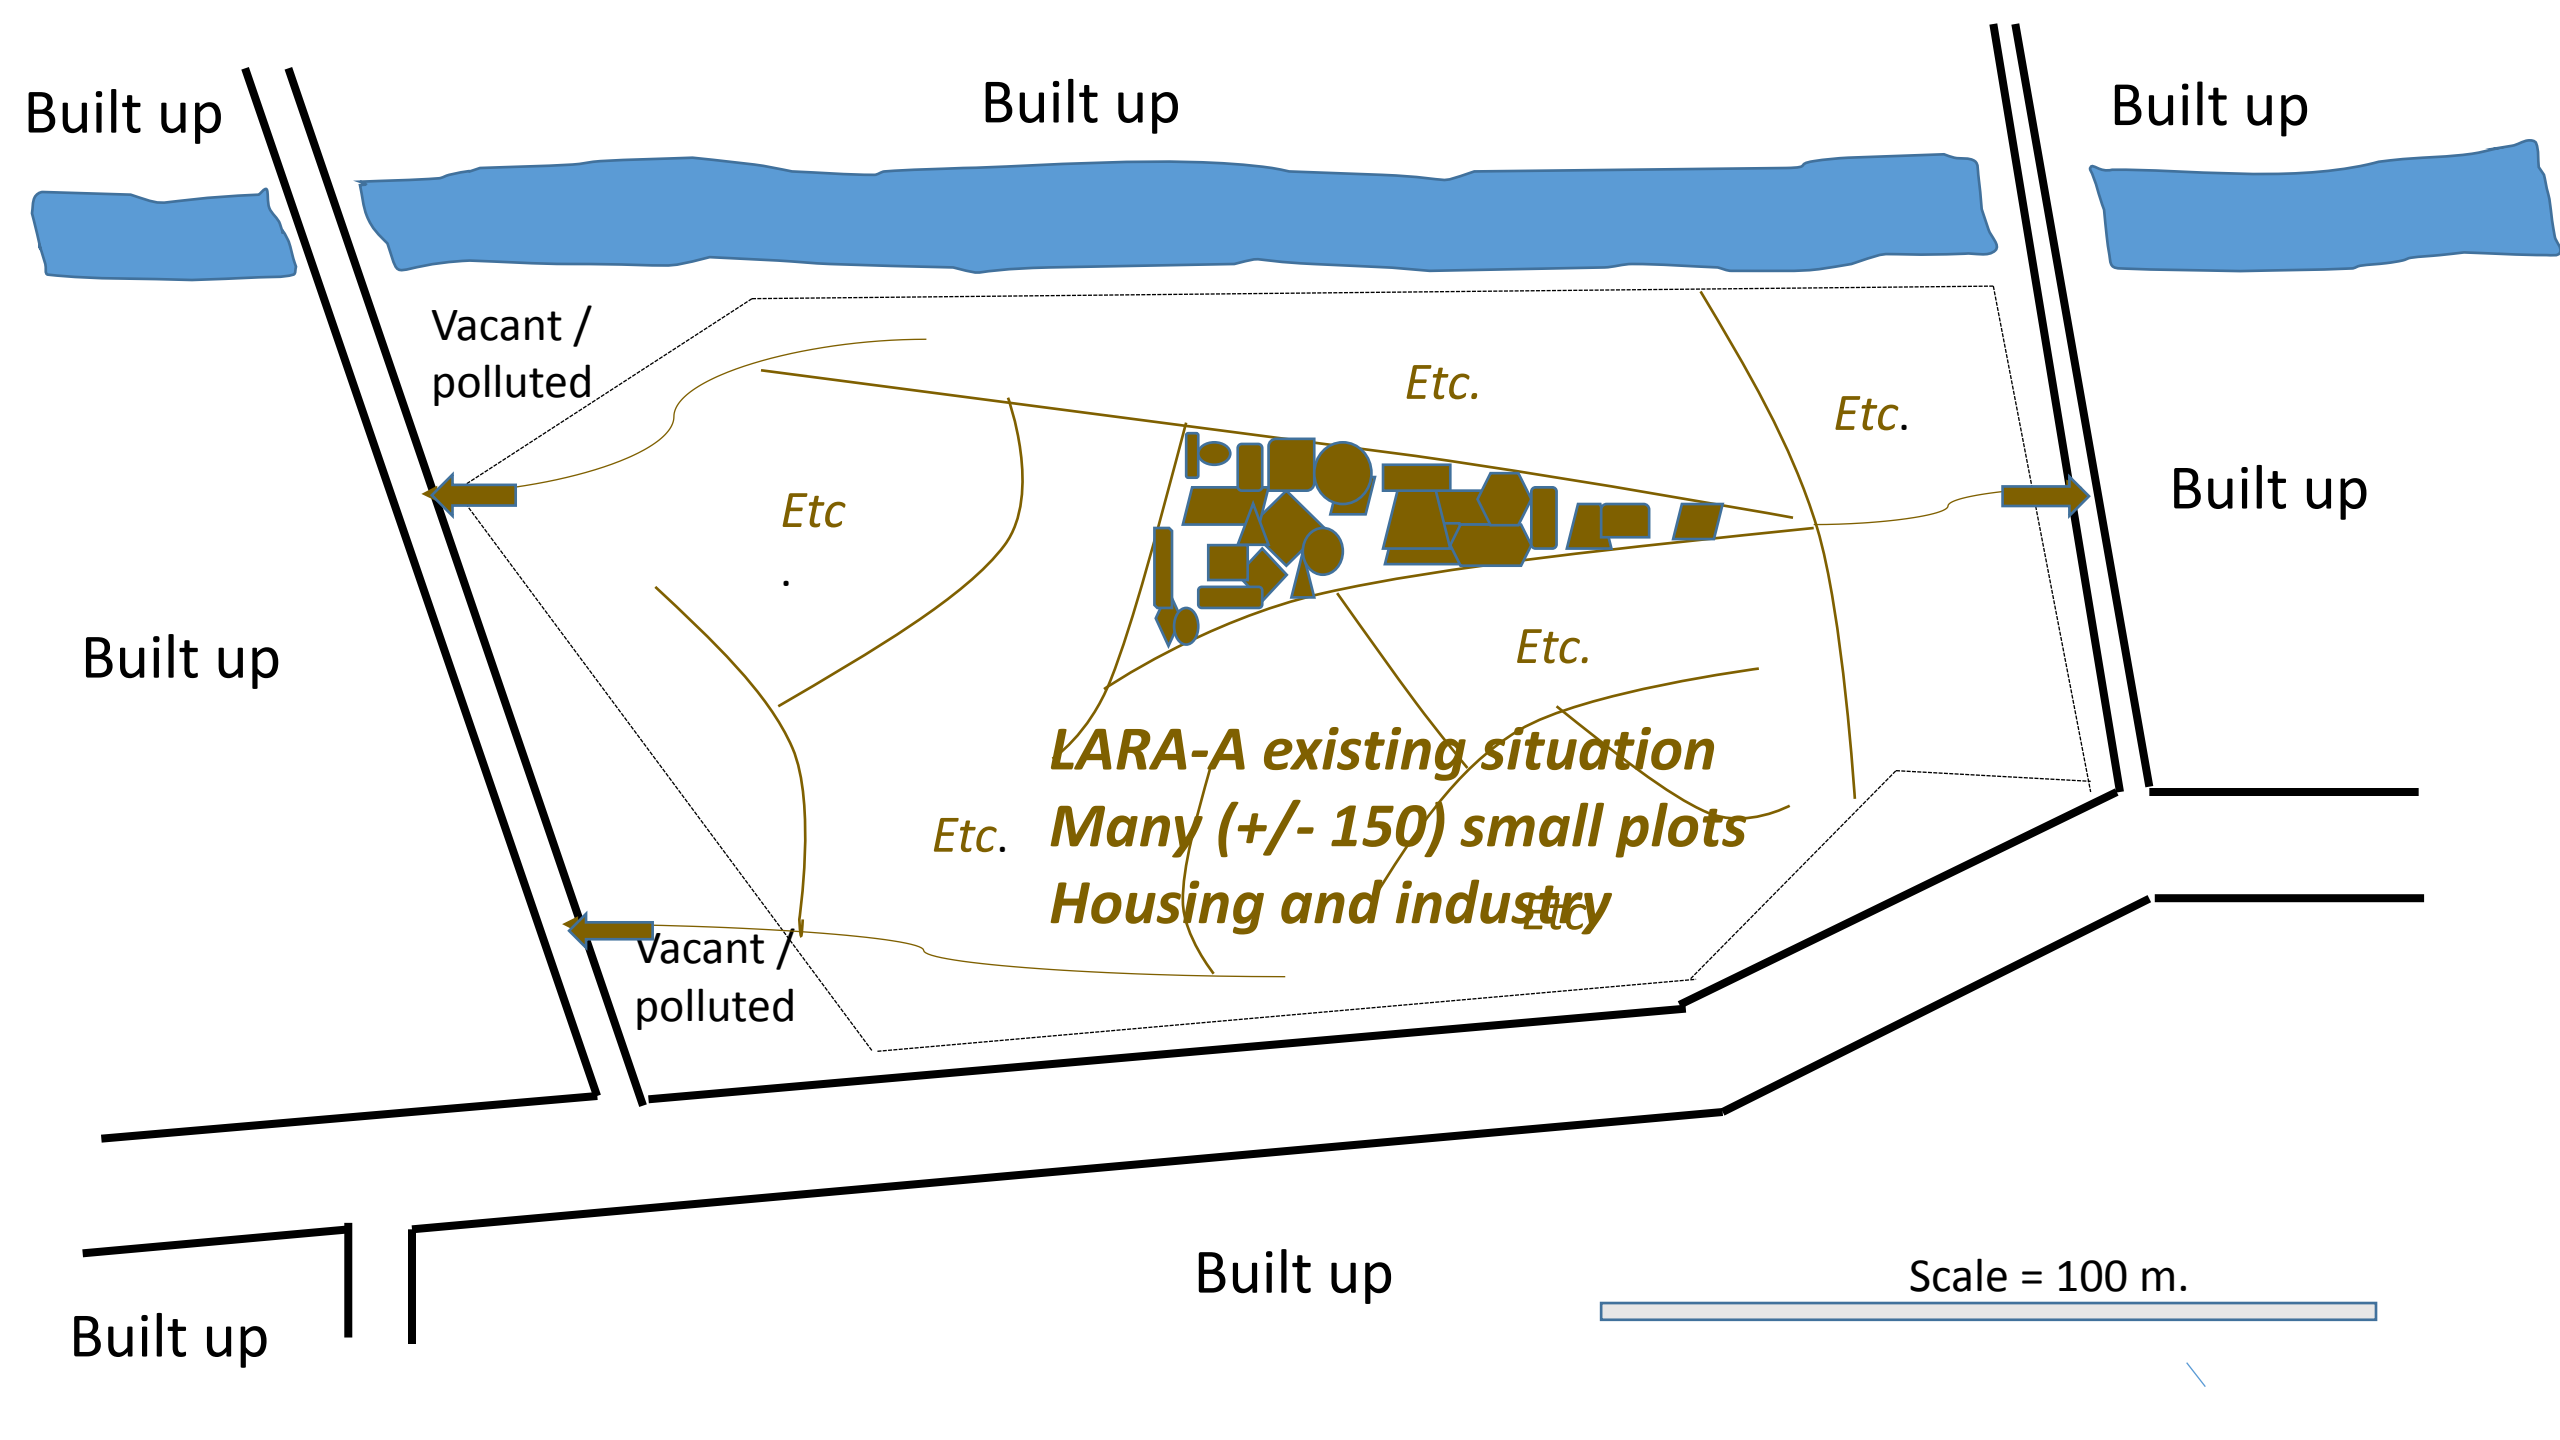 Built up
Built up
Built up
Vacant /
polluted
Etc.
Etc.
Etc
.
Built up
Etc.
Built up
LARA-A existing situation
Many (+/- 150) small plots
Etc.
Housing and industry
Etc
Vacant /
polluted
Built up
Scale = 100 m.
Built up